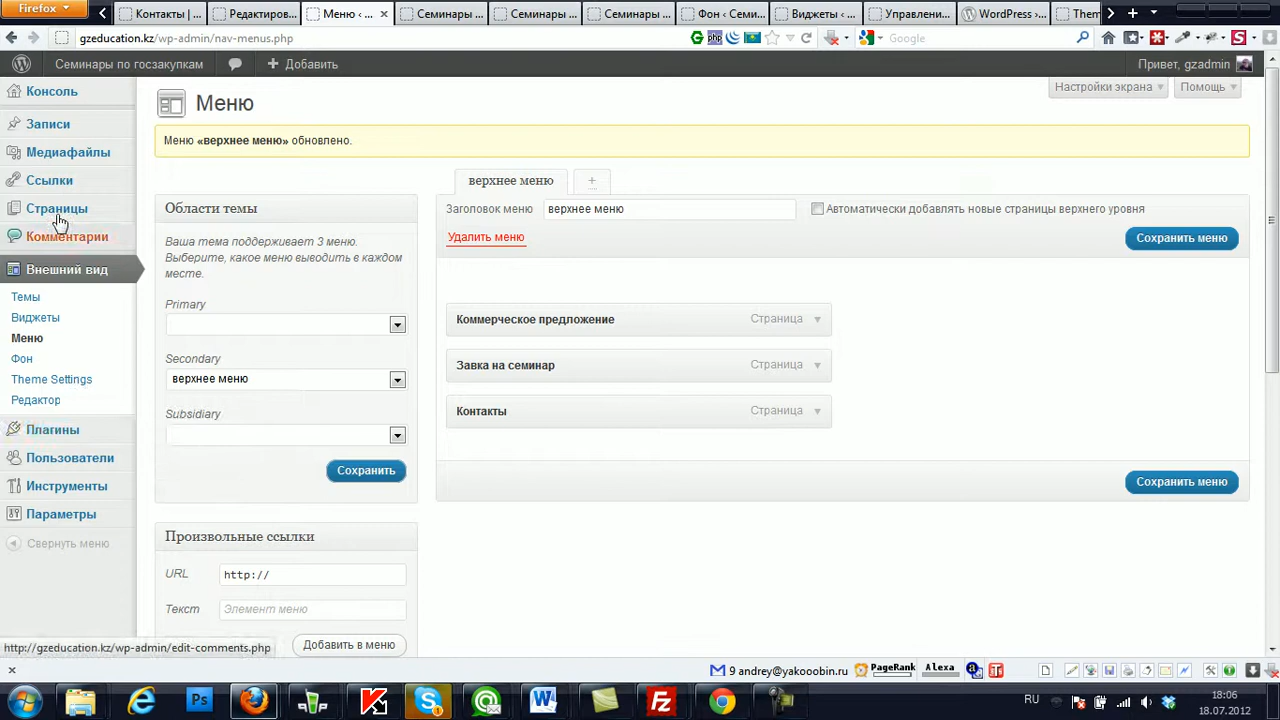 Firefox
Контакты | ...
Редактиров...
Меню ‹ ...
Семинары ...
Семинары ...
Семинары ...
Фон ‹ Семи...
Виджеты ‹ ...
Управлени...
WordPress › ...
Them
gzeducation.kz/wp-admin/nav-menus.php
php
Google
Семинары по госзакупкам
Добавить
Привет, gzadmin
Консоль
Записи
Медиафайлы
Ссылки
Страницы
Комментарии
Внешний вид
Темы
Виджеты
Меню
Фон
Theme Settings
Редактор
Плагины
Пользователи
Инструменты
Параметры
Свернуть меню
Меню
Настройки экрана
Помощь
Меню «верхнее меню» обновлено.
Области темы
Ваша тема поддерживает 3 меню.
Выберите, какое меню выводить в каждом
месте.
Primary
Secondary
верхнее меню
Subsidiary
Сохранить
верхнее меню
+
Заголовок меню
верхнее меню
Автоматически добавлять новые страницы верхнего уровня
Удалить меню
Сохранить меню
Коммерческое предложение
Страница
Завка на семинар
Страница
Контакты
Страница
Сохранить меню
Произвольные ссылки
URL
http://
Текст
Элемент меню
Добавить в меню
http://gzeducation.kz/wp-admin/edit-comments.php
9 andrey@yakooobin.ru
PageRank
Alexa
RU
18:06
18.07.2012